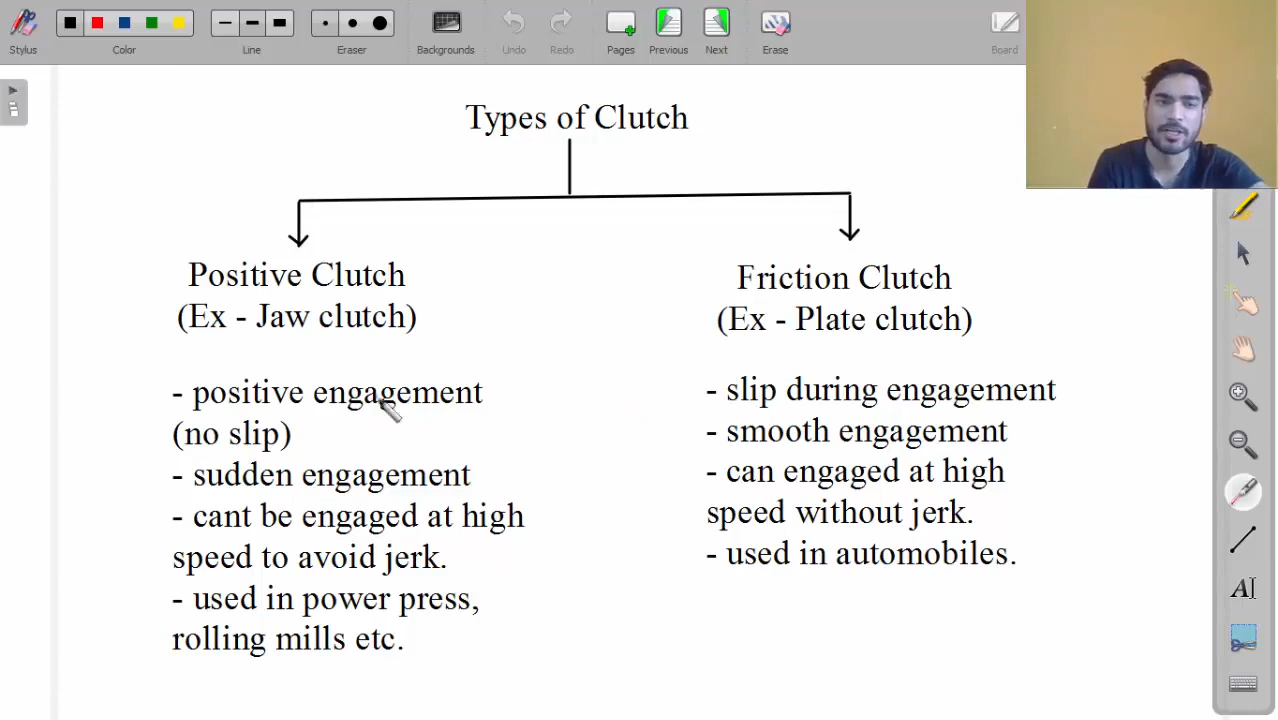 Stylus
Color
Line
Eraser
Backgrounds
Undo
Redo
Pages
Previous
Next
Erase
Board
Types of Clutch
Positive Clutch
(Ex - Jaw clutch)
- positive engagement
(no slip)
- sudden engagement
- cant be engaged at high
speed to avoid jerk.
- used in power press,
rolling mills etc.
Friction Clutch
(Ex - Plate clutch)
- slip during engagement
- smooth engagement
- can engaged at high
speed without jerk.
- used in automobiles.
A